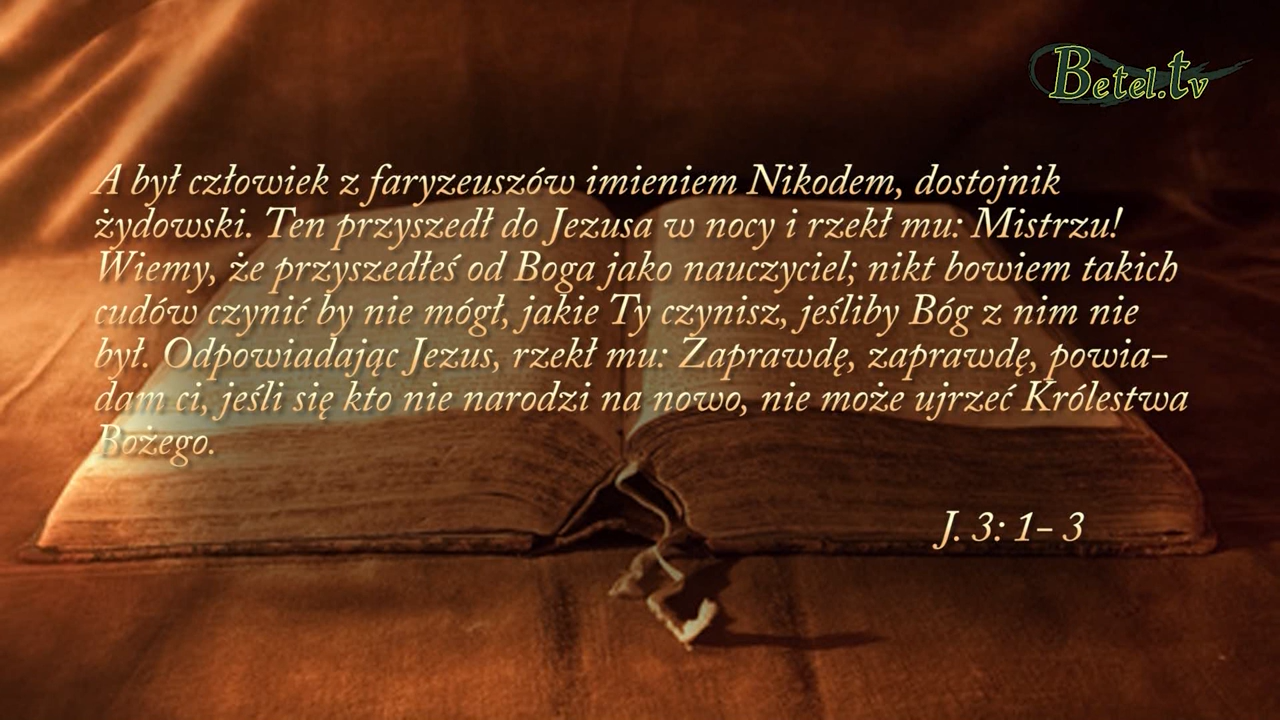 Betel.tv
A był człowiek z faryzeuszów imieniem Nikodem, dostojnik
żydowski. Ten przyszedł do Jezusa w nocy i rzekł mu: Mistrzu!
Wiemy, że przyszedłeś od Boga jako nauczyciel; nikt bowiem takich
cudów czynić by nie mógł, jakie Ty czynisz, jeśliby Bóg z nim nie
był. Odpowiadając Jezus, rzekł mu: Zaprawdę, zaprawdę, powia-
dam ci, jeśli się kto nie narodzi na nowo, nie może ujrzeć Królestwa
Bożego.
J. 3: 1- 3